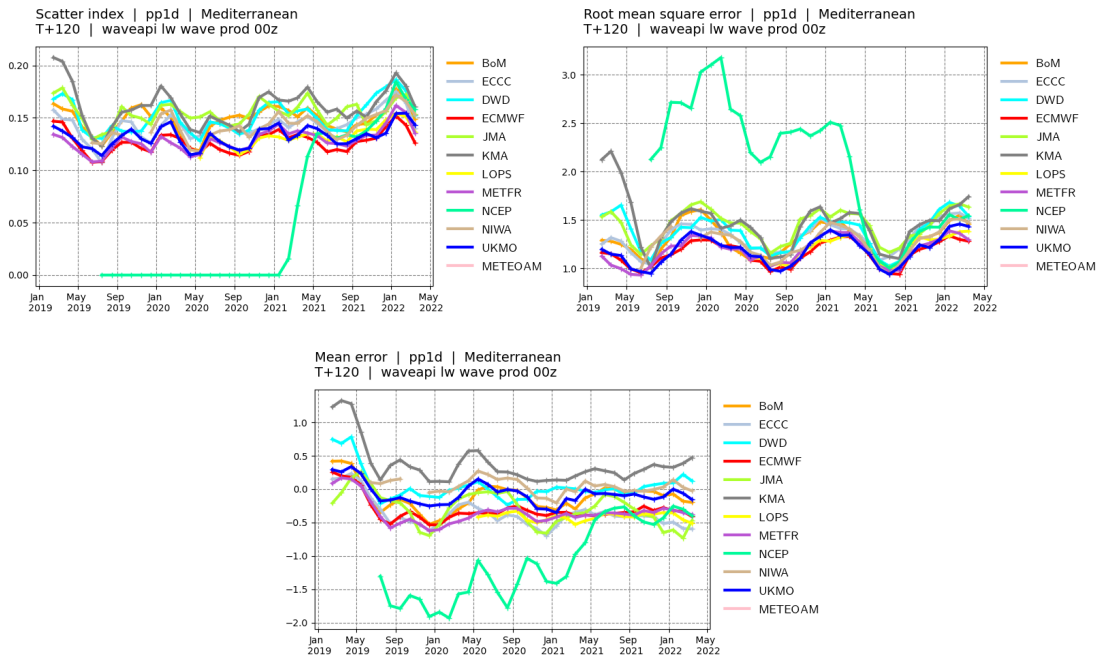 Scatter index | pp1d | Mediterranean
T+120 | waveapi lw wave prod 00z
0.20
0.15
0.10
0.05
0.00
Jan May Sep Jan May Sep Jan May Sep Jan May
2019 2019 2019 2020 2020 2020 2021 2021 2021 2022 2022
BoM
ECCC
DWD
ECMWF
JMA
KMA
LOPS
METFR
NCEP
NIWA
UKMO
METEOAM
Root mean square error | pp1d | Mediterranean
T+120 | waveapi lw wave prod 00z
3.0
2.5
2.0
1.5
1.0
Jan May Sep Jan May Sep Jan May Sep Jan May
2019 2019 2019 2020 2020 2020 2021 2021 2021 2022 2022
BoM
ECCC
DWD
ECMWF
JMA
KMA
LOPS
METFR
NCEP
NIWA
UKMO
METEOAM
Mean error | pp1d | Mediterranean
T+120 | waveapi lw wave prod 00z
1.0
0.5
0.0
−0.5
−1.0
−1.5
−2.0
Jan May Sep Jan May Sep Jan May Sep Jan May
2019 2019 2019 2020 2020 2020 2021 2021 2021 2022 2022
BoM
ECCC
DWD
ECMWF
JMA
KMA
LOPS
METFR
NCEP
NIWA
UKMO
METEOAM